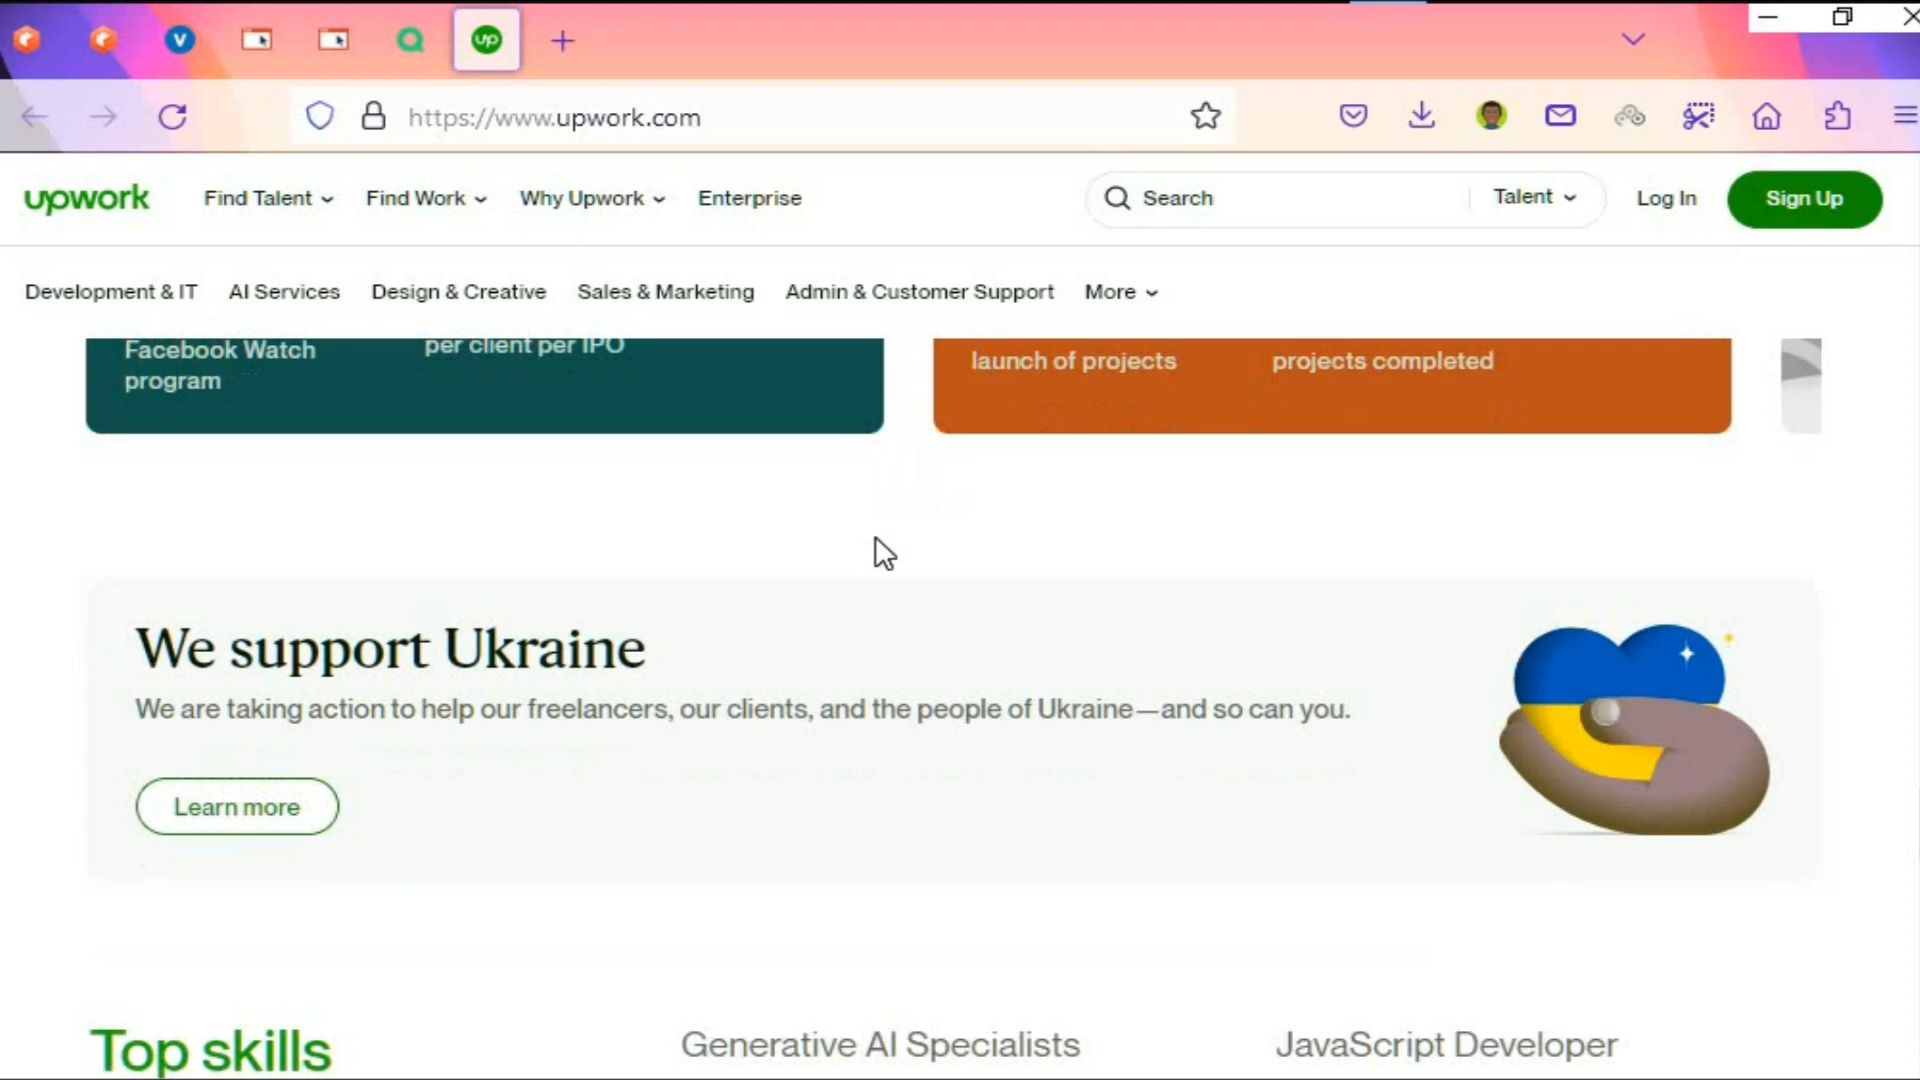 https://www.upwork.com
upwork Find Talent Find Work Why Upwork Enterprise Search Talent Log In Sign Up
Development & IT AI Services Design & Creative Sales & Marketing Admin & Customer Support More
Facebook Watch per client per IPO launch of projects projects completed
program
We support Ukraine
We are taking action to help our freelancers, our clients, and the people of Ukraine—and so can you.
Learn more
Top skills Generative AI Specialists JavaScript Developer